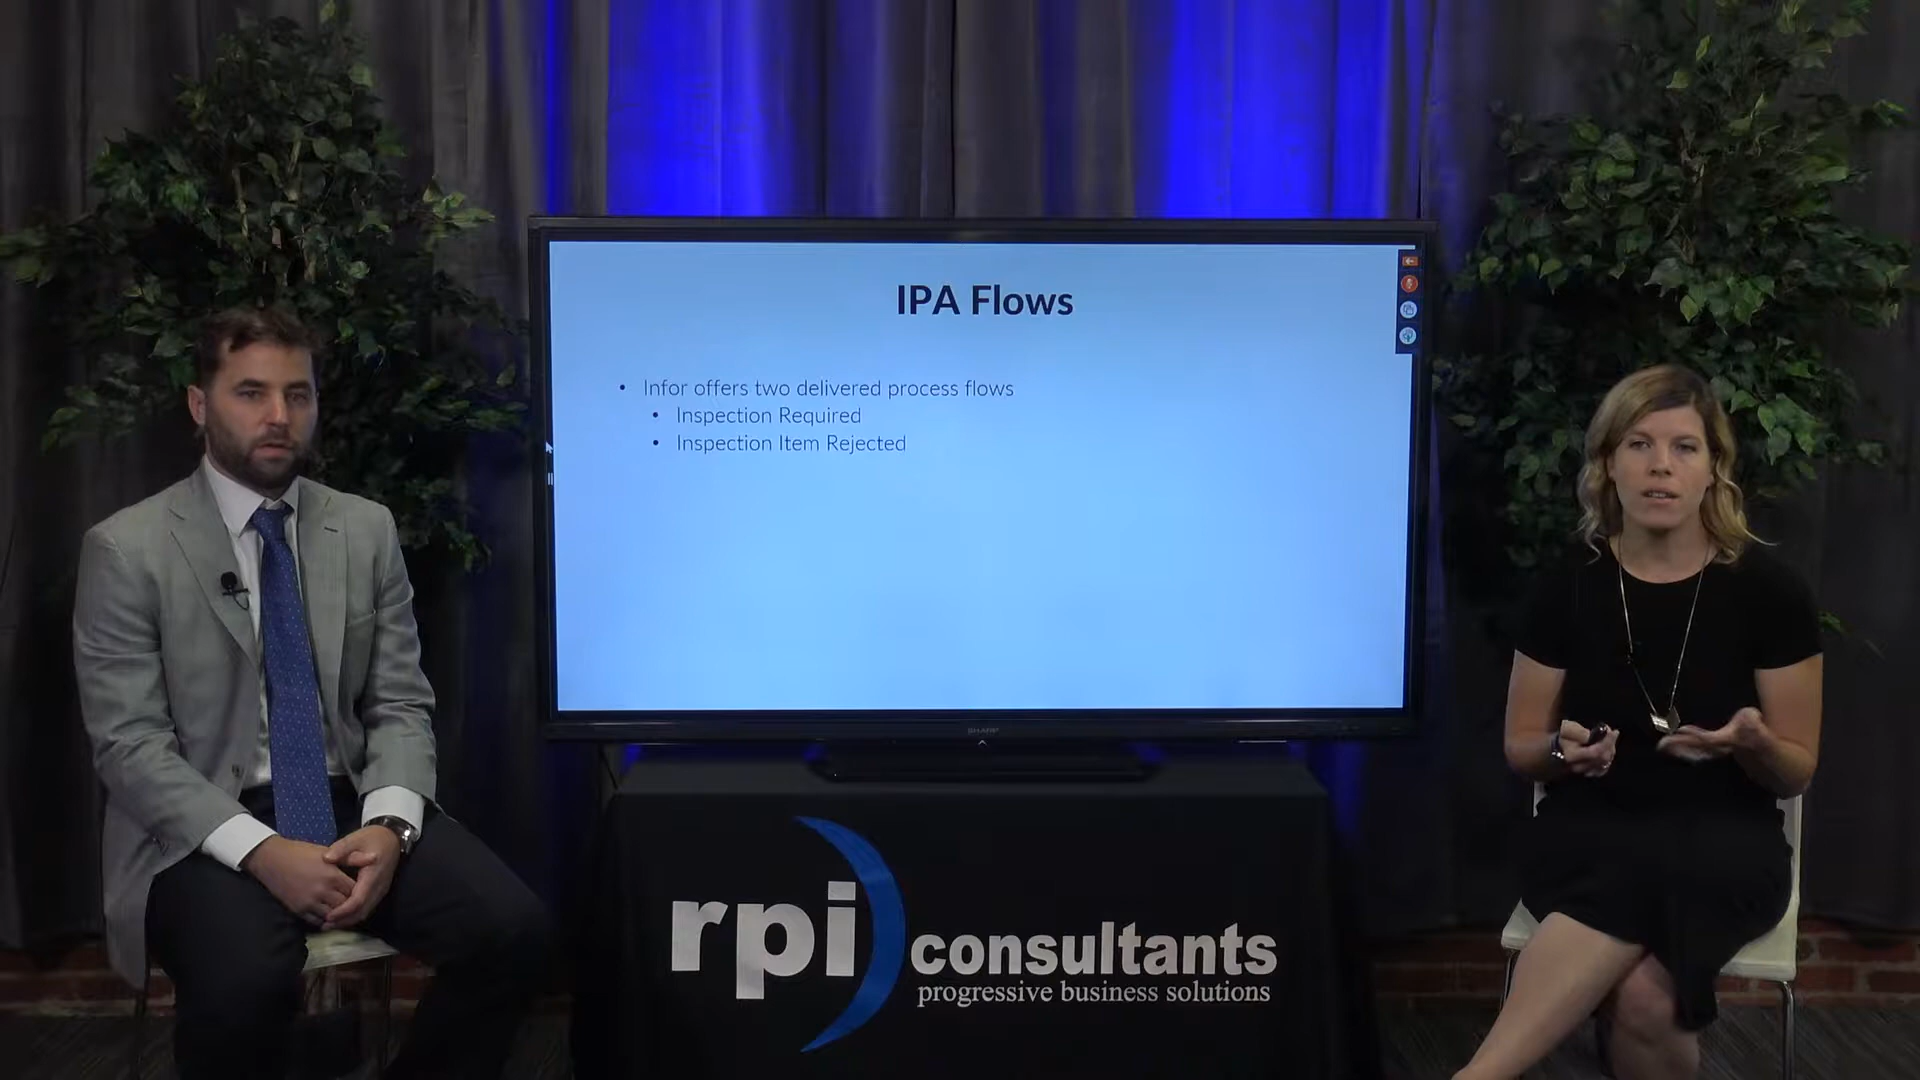 IPA Flows
• Infor offers two delivered process flows
• Inspection Required
• Inspection Item Rejected
SHARP
rpi consultants
progressive business solutions